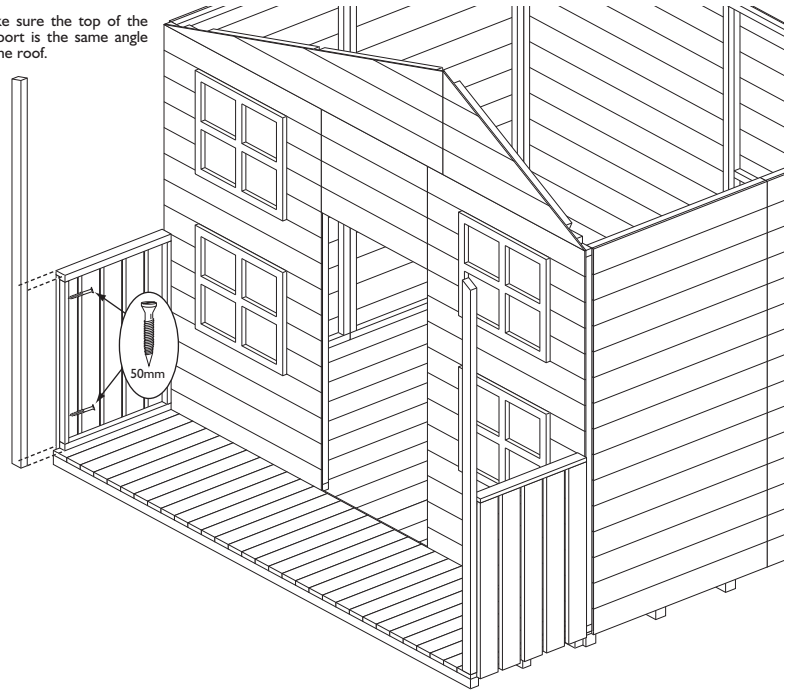 ke sure the top of the
port is the same angle
he roof.
50mm